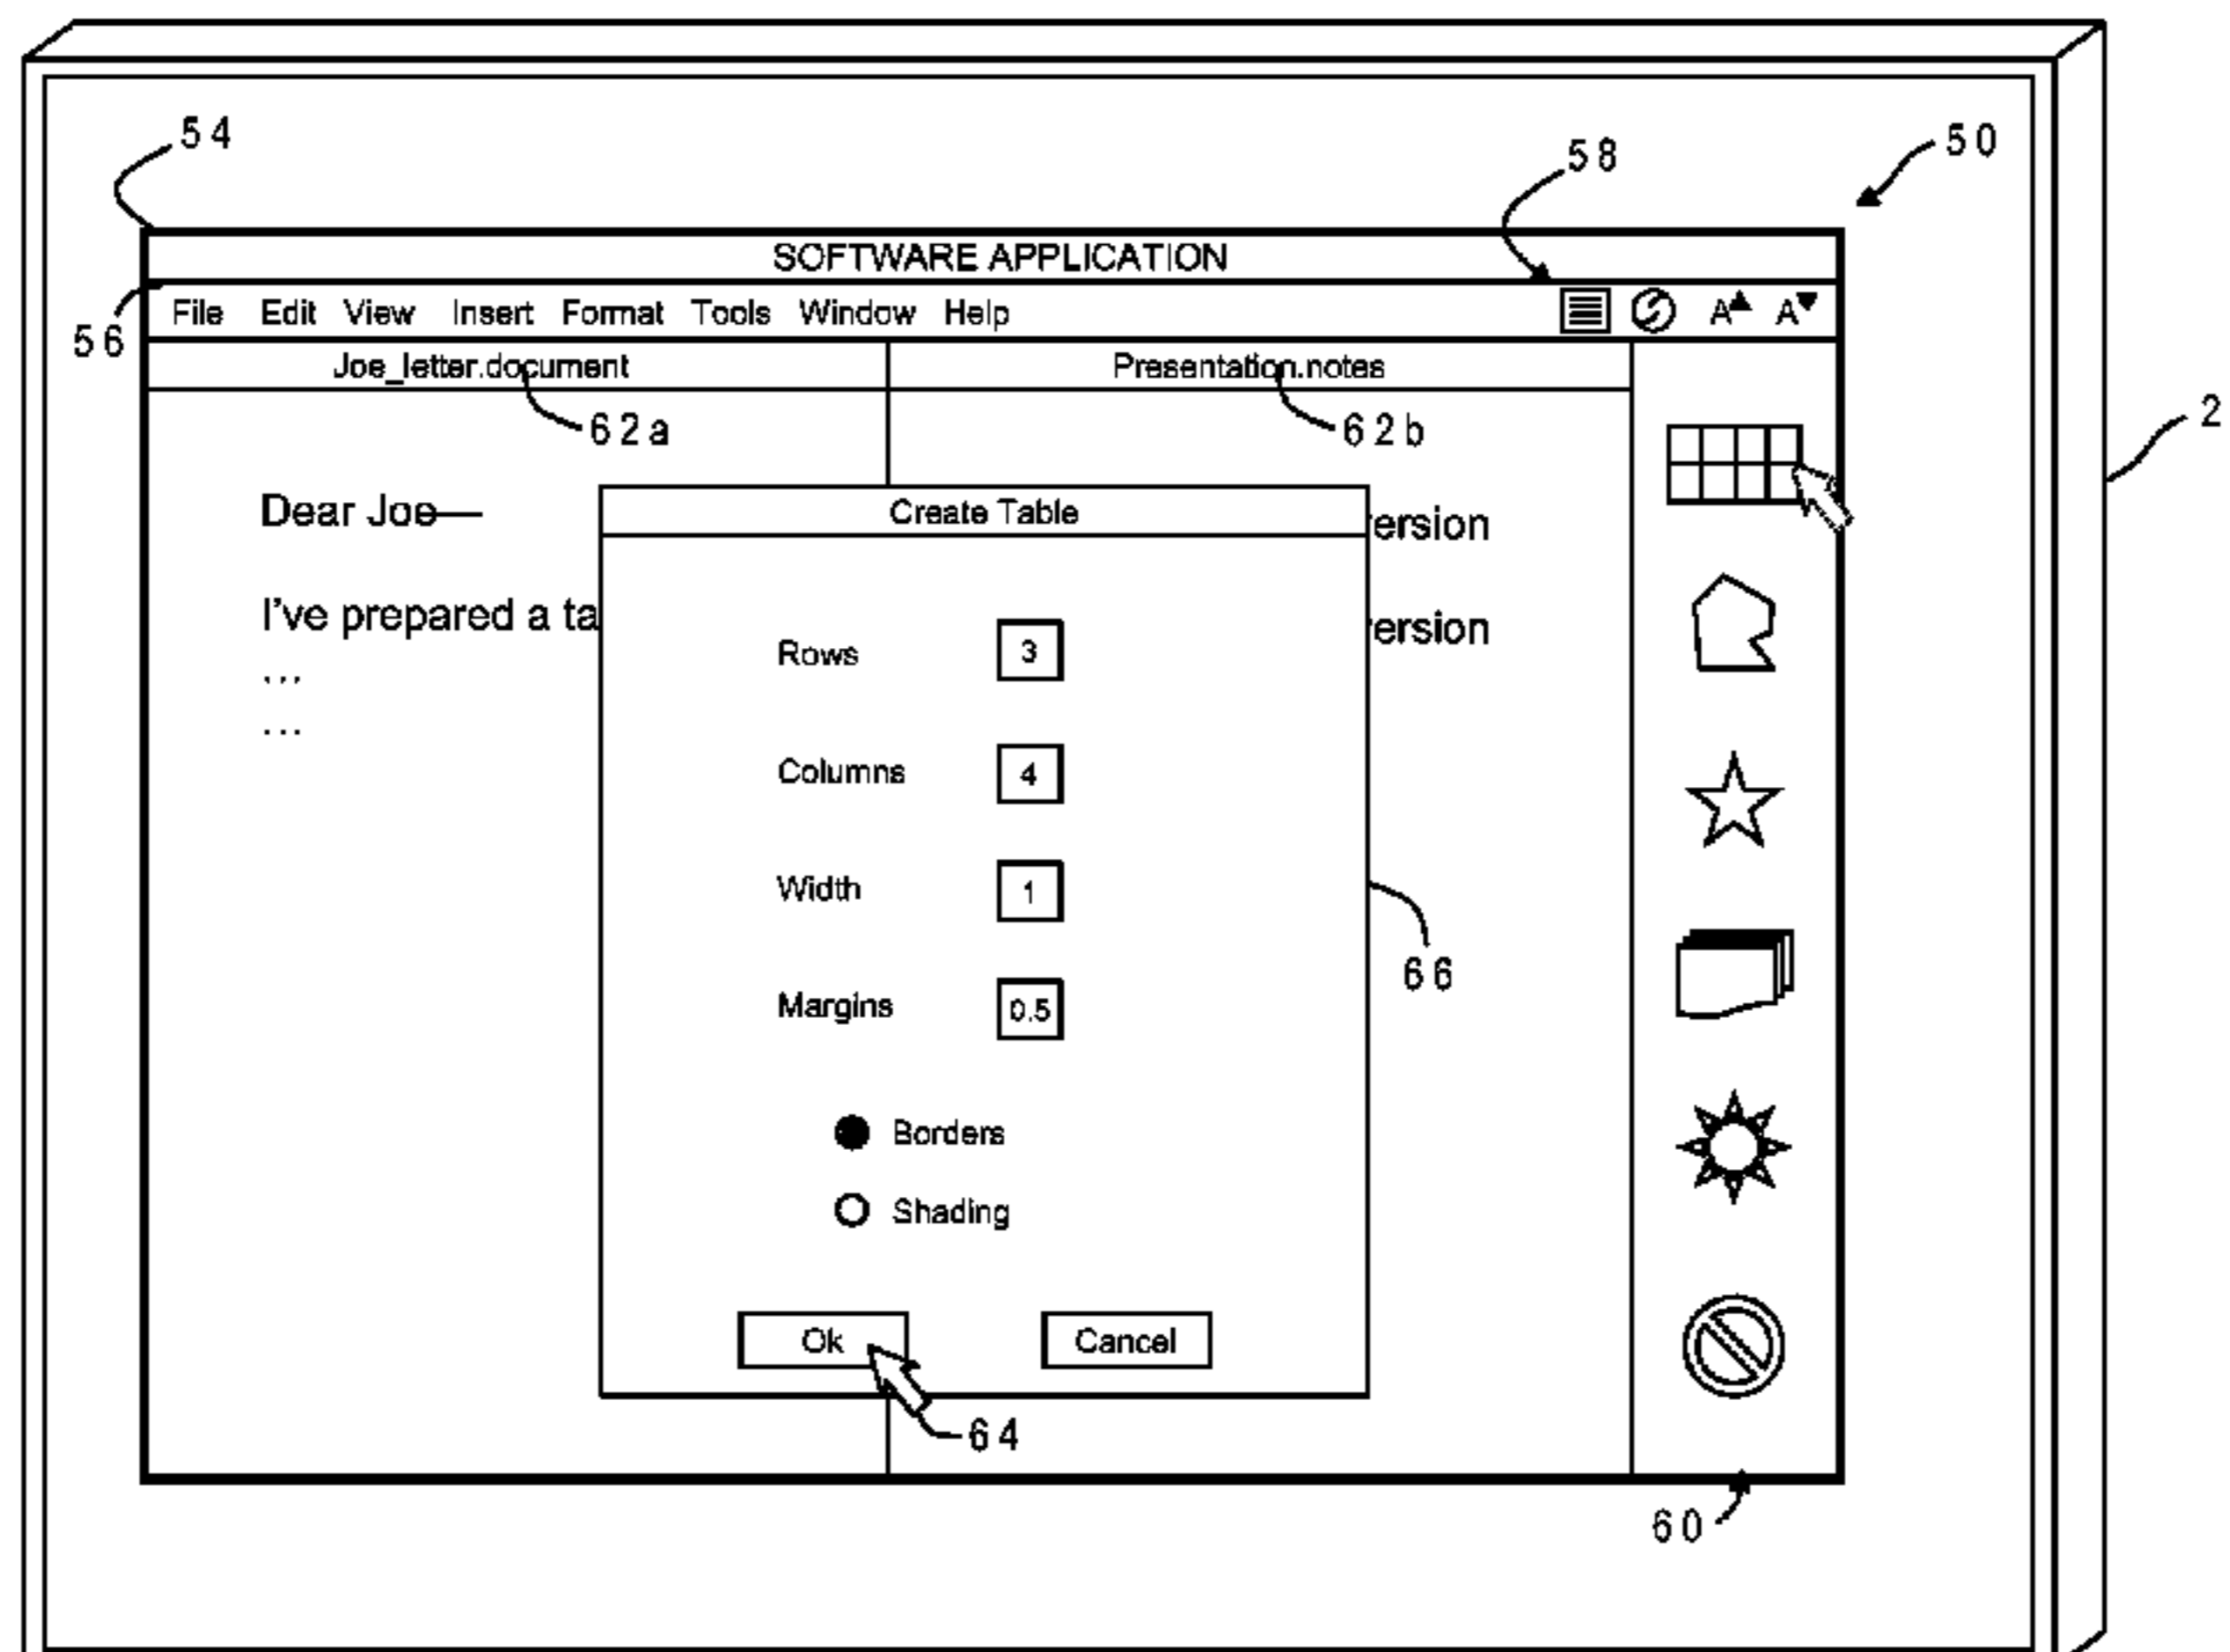 54
58
50
SOFTWARE APPLICATION
56
File Edit View Insert Format Tools Window Help A A
Joe_letter.document Presentation.notes
2
62a 62b
Dear Joe— Create Table ersion
I've prepared a ta ersion
Rows 3
...
...
Columns 4
Width 1
66
Margins 0.5
Borders
Shading
Ok Cancel
64
60